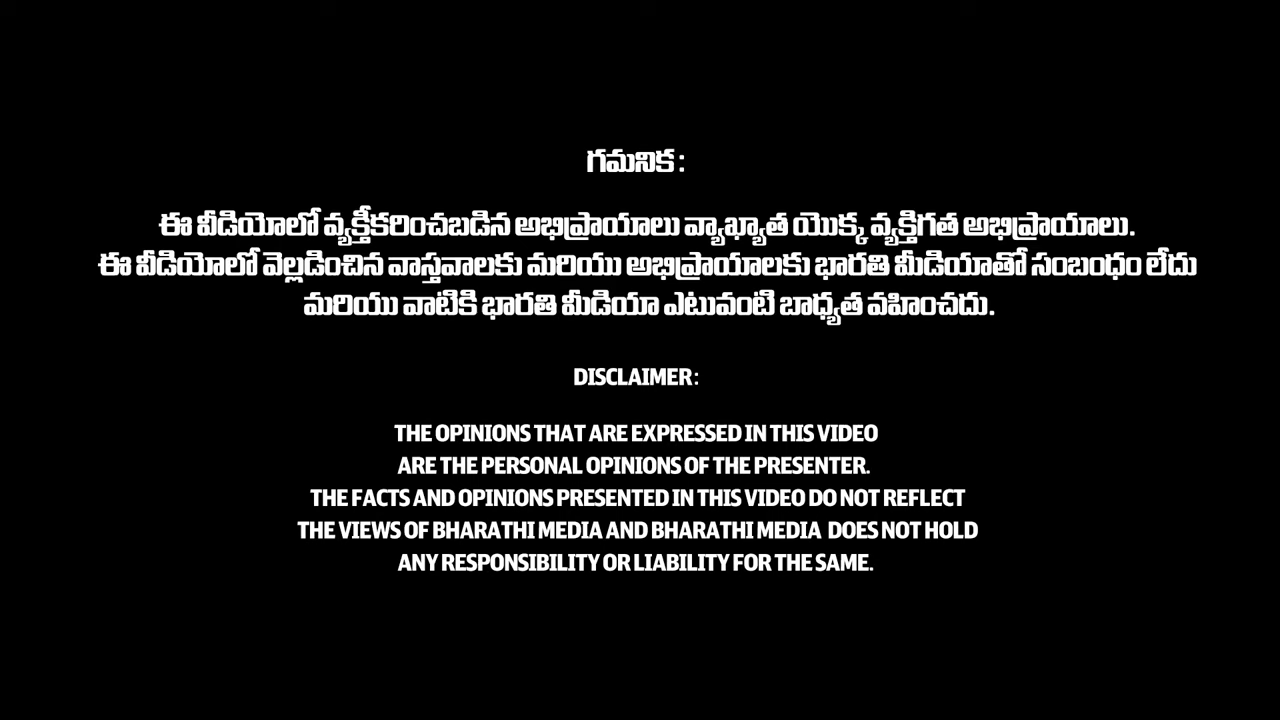 గమనిక :
ఈ వీడియోలో వ్యక్తీకరించబడిన అభిప్రాయాలు వ్యాఖ్యాత యొక్క వ్యక్తిగత అభిప్రాయాలు.
ఈ వీడియోలో వెల్లడించిన వాస్తవాలకు మరియు అభిప్రాయాలకు భారతి మీడియాతో సంబంధం లేదు
మరియు వాటికి భారతి మీడియా ఎటువంటి బాధ్యత వహించదు.
DISCLAIMER :
THE OPINIONS THAT ARE EXPRESSED IN THIS VIDEO
ARE THE PERSONAL OPINIONS OF THE PRESENTER.
THE FACTS AND OPINIONS PRESENTED IN THIS VIDEO DO NOT REFLECT
THE VIEWS OF BHARATHI MEDIA AND BHARATHI MEDIA DOES NOT HOLD
ANY RESPONSIBILITY OR LIABILITY FOR THE SAME.